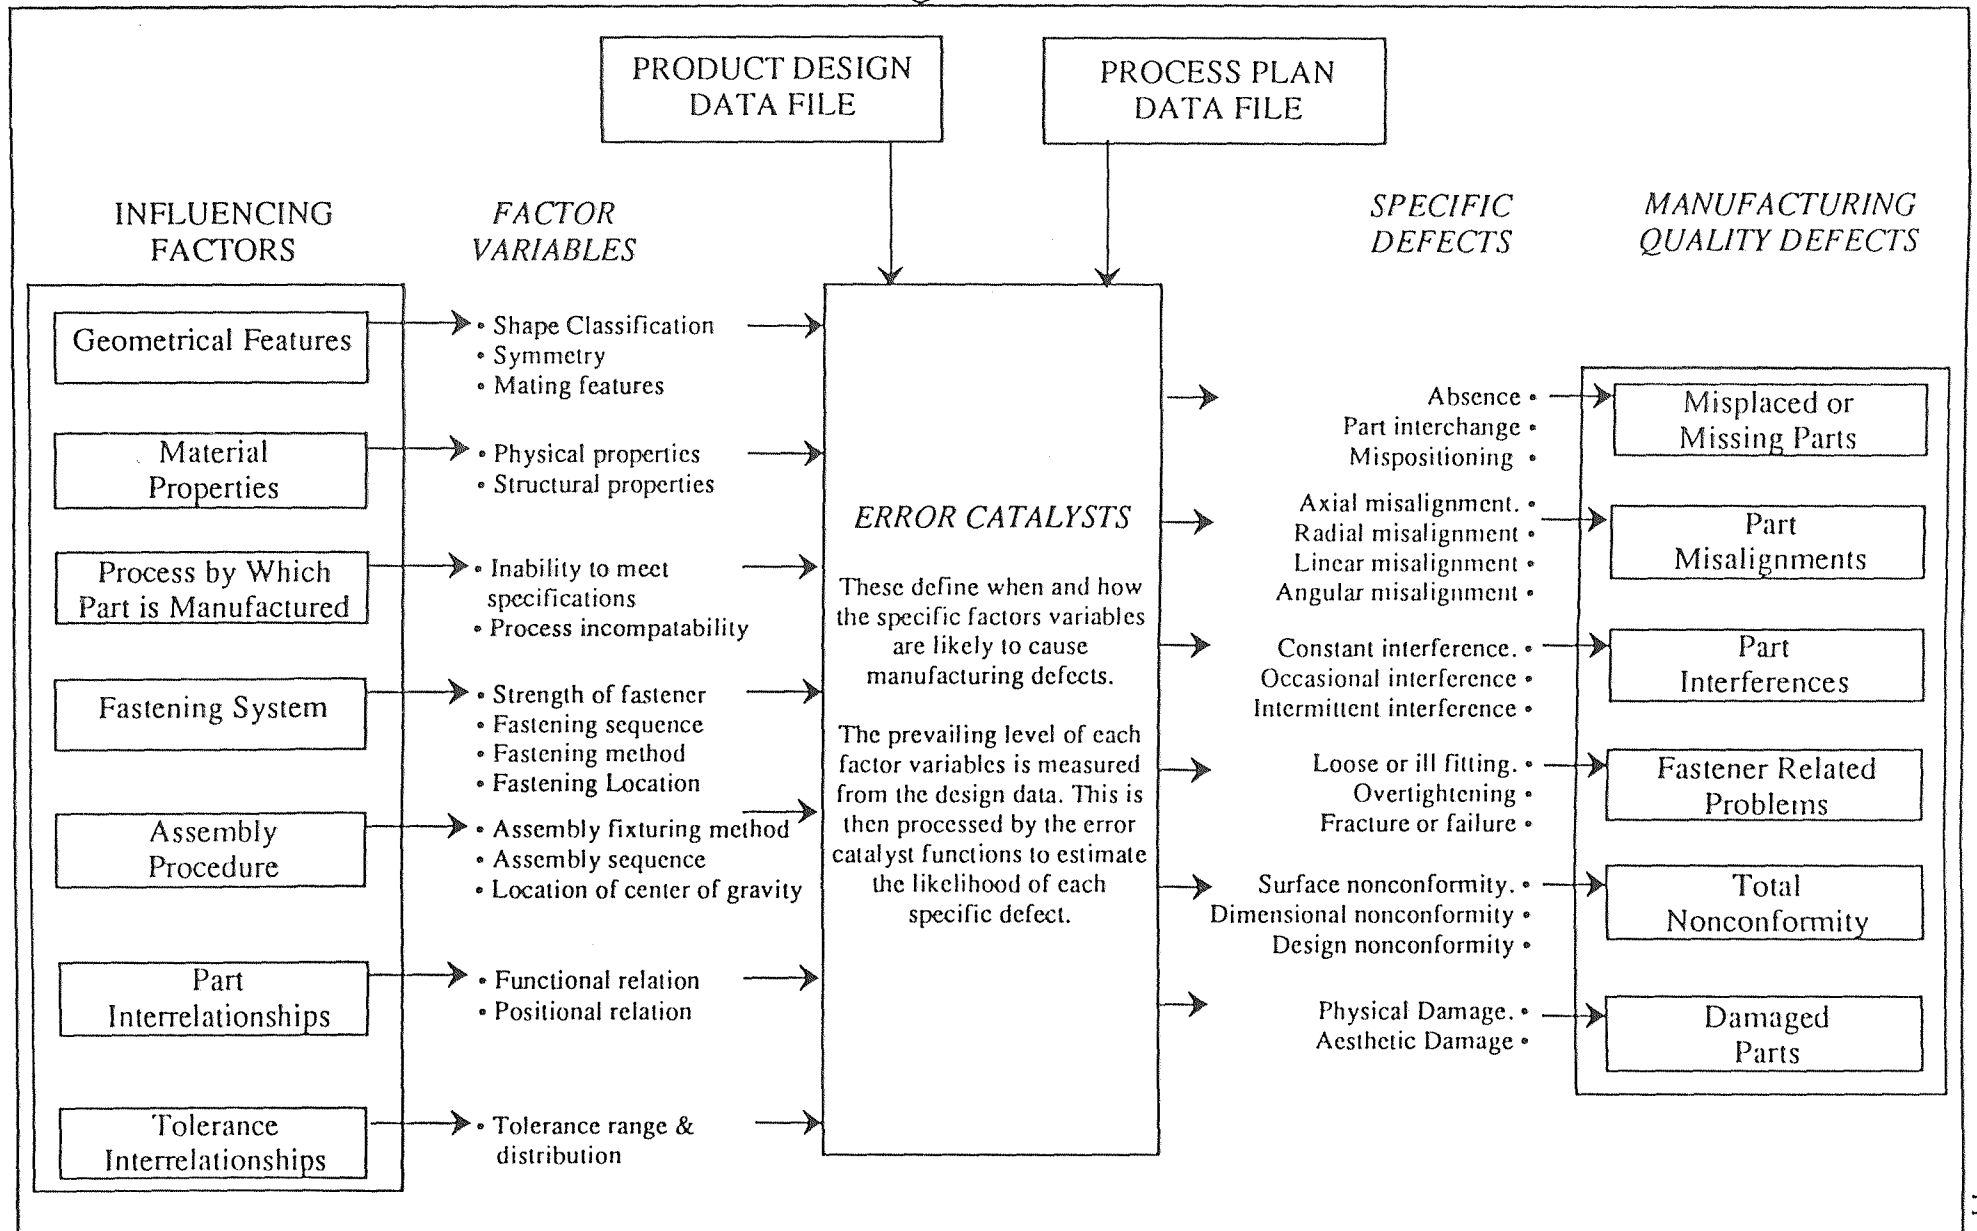 PRODUCT DESIGN
DATA FILE
PROCESS PLAN
DATA FILE
INFLUENCING
FACTORS
FACTOR
VARIABLES
SPECIFIC
DEFECTS
MANUFACTURING
QUALITY DEFECTS
Geometrical Features
• Shape Classification
• Symmetry
• Mating features
Material
Properties
• Physical properties
• Structural properties
Process by Which
Part is Manufactured
• Inability to meet
specifications
• Process incompatability
Fastening System
• Strength of fastener
• Fastening sequence
• Fastening method
• Fastening Location
Assembly
Procedure
• Assembly fixturing method
• Assembly sequence
• Location of center of gravity
Part
Interrelationships
• Functional relation
• Positional relation
Tolerance
Interrelationships
• Tolerance range &
distribution
ERROR CATALYSTS
These define when and how
the specific factors variables
are likely to cause
manufacturing defects.
The prevailing level of each
factor variables is measured
from the design data. This is
then processed by the error
catalyst functions to estimate
the likelihood of each
specific defect.
Absence •
Part interchange •
Mispositioning •
Misplaced or
Missing Parts
Axial misalignment. •
Radial misalignment •
Linear misalignment •
Angular misalignment •
Part
Misalignments
Constant interference. •
Occasional interference •
Intermittent interference •
Part
Interferences
Loose or ill fitting. •
Overtightening •
Fracture or failure •
Fastener Related
Problems
Surface nonconformity. •
Dimensional nonconformity •
Design nonconformity •
Total
Nonconformity
Physical Damage. •
Aesthetic Damage •
Damaged
Parts